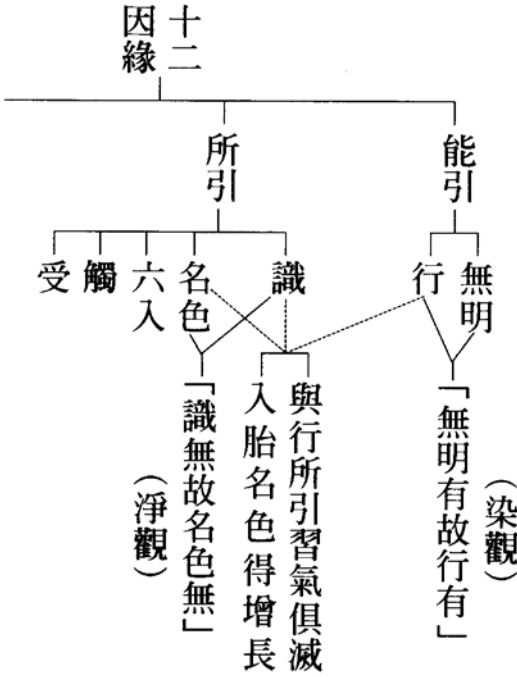 十二
因緣
能引
所引
無明
行
識
名色
六入
觸
受
「無明有故行有」
（染觀）
與行所引習氣俱滅
入胎名色得增長
「識無故名色無」
（淨觀）